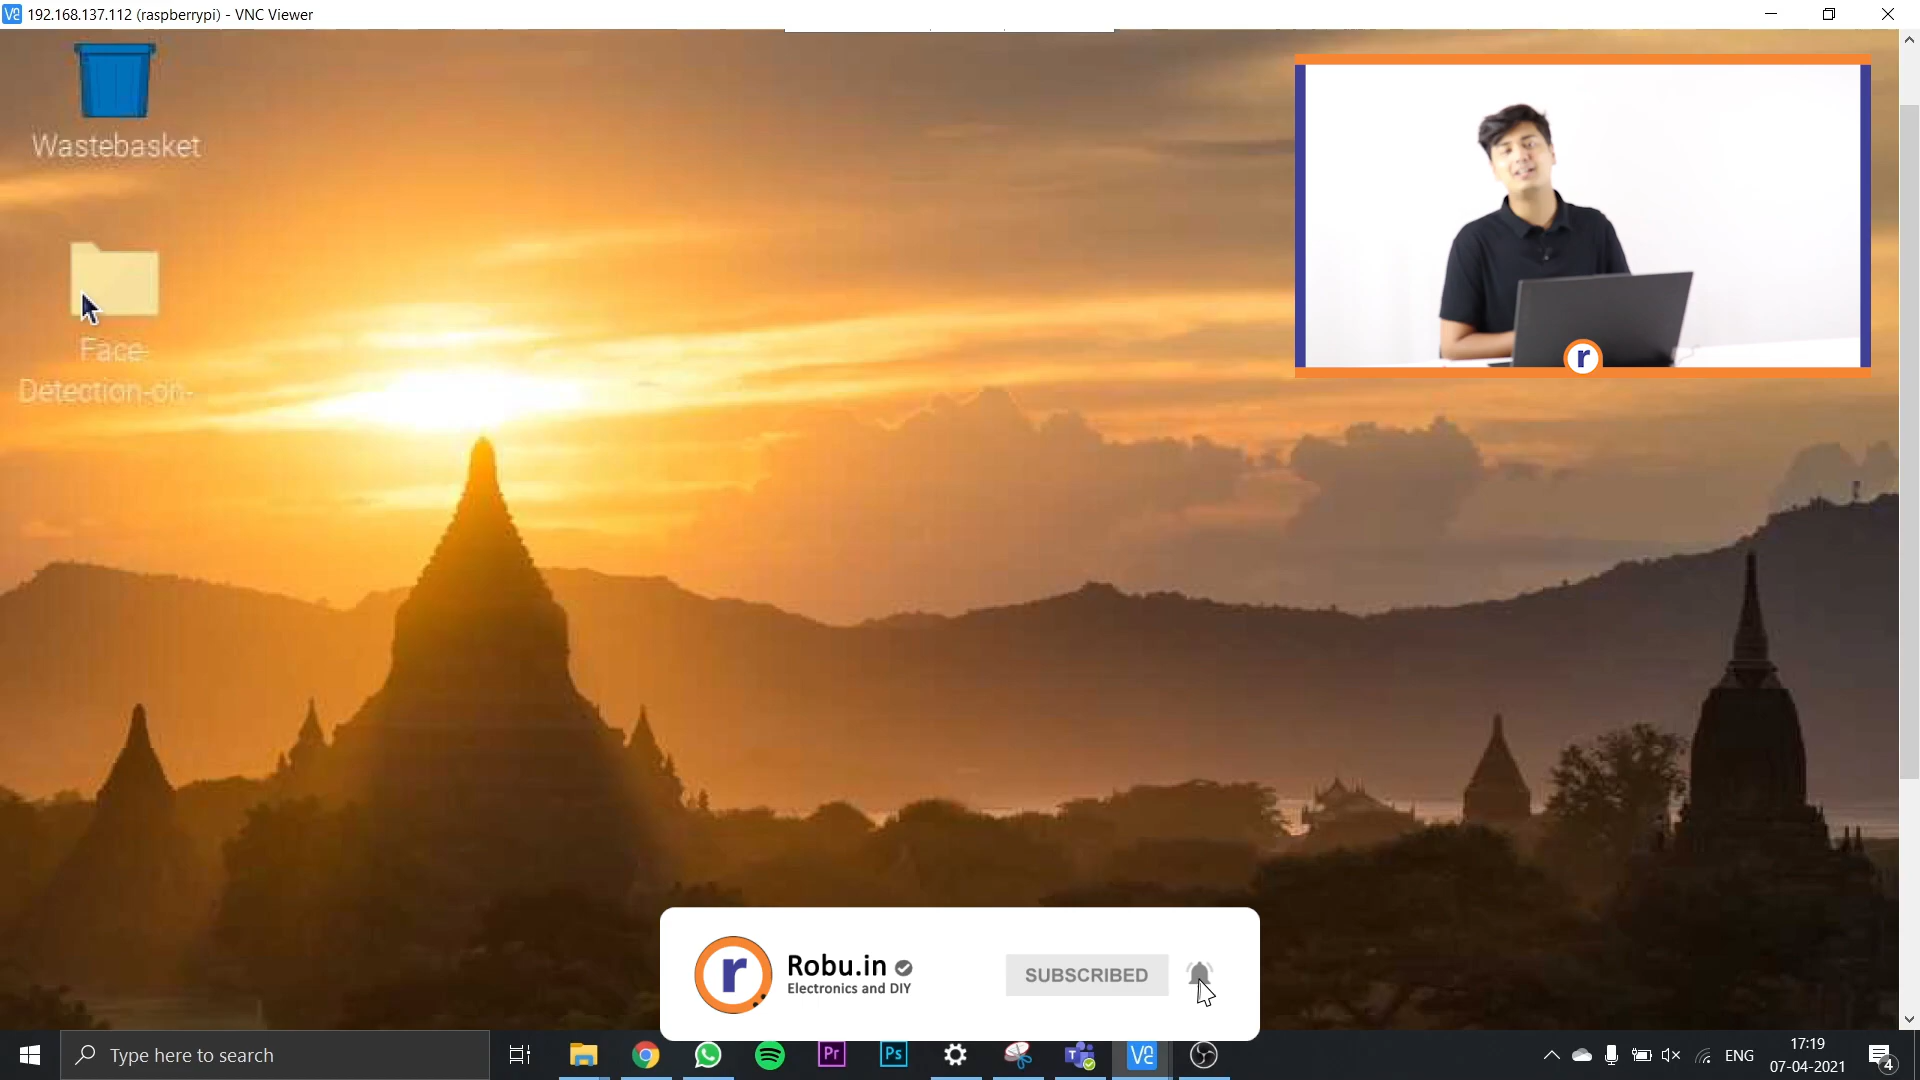 192.168.137.112 (raspberrypi) - VNC Viewer
Wastebasket
Face-
Detection-on-
r
r
Robu.in
Electronics and DIY
SUBSCRIBED
Type here to search
Pr
Ps
ENG
17:19
07-04-2021
4